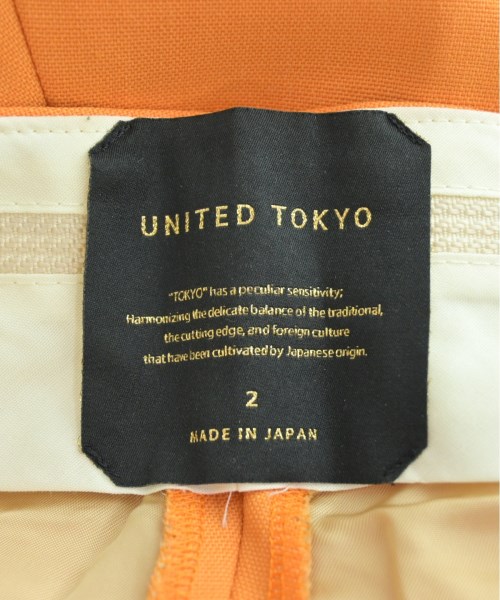 UNITED TOKYO
"TOKYO" has a peculiar sensitivity;
Harmonizing the delicate balance of the traditional,
the cutting edge, and foreign culture
that have been cultivated by Japanese origin.
2
MADE IN JAPAN